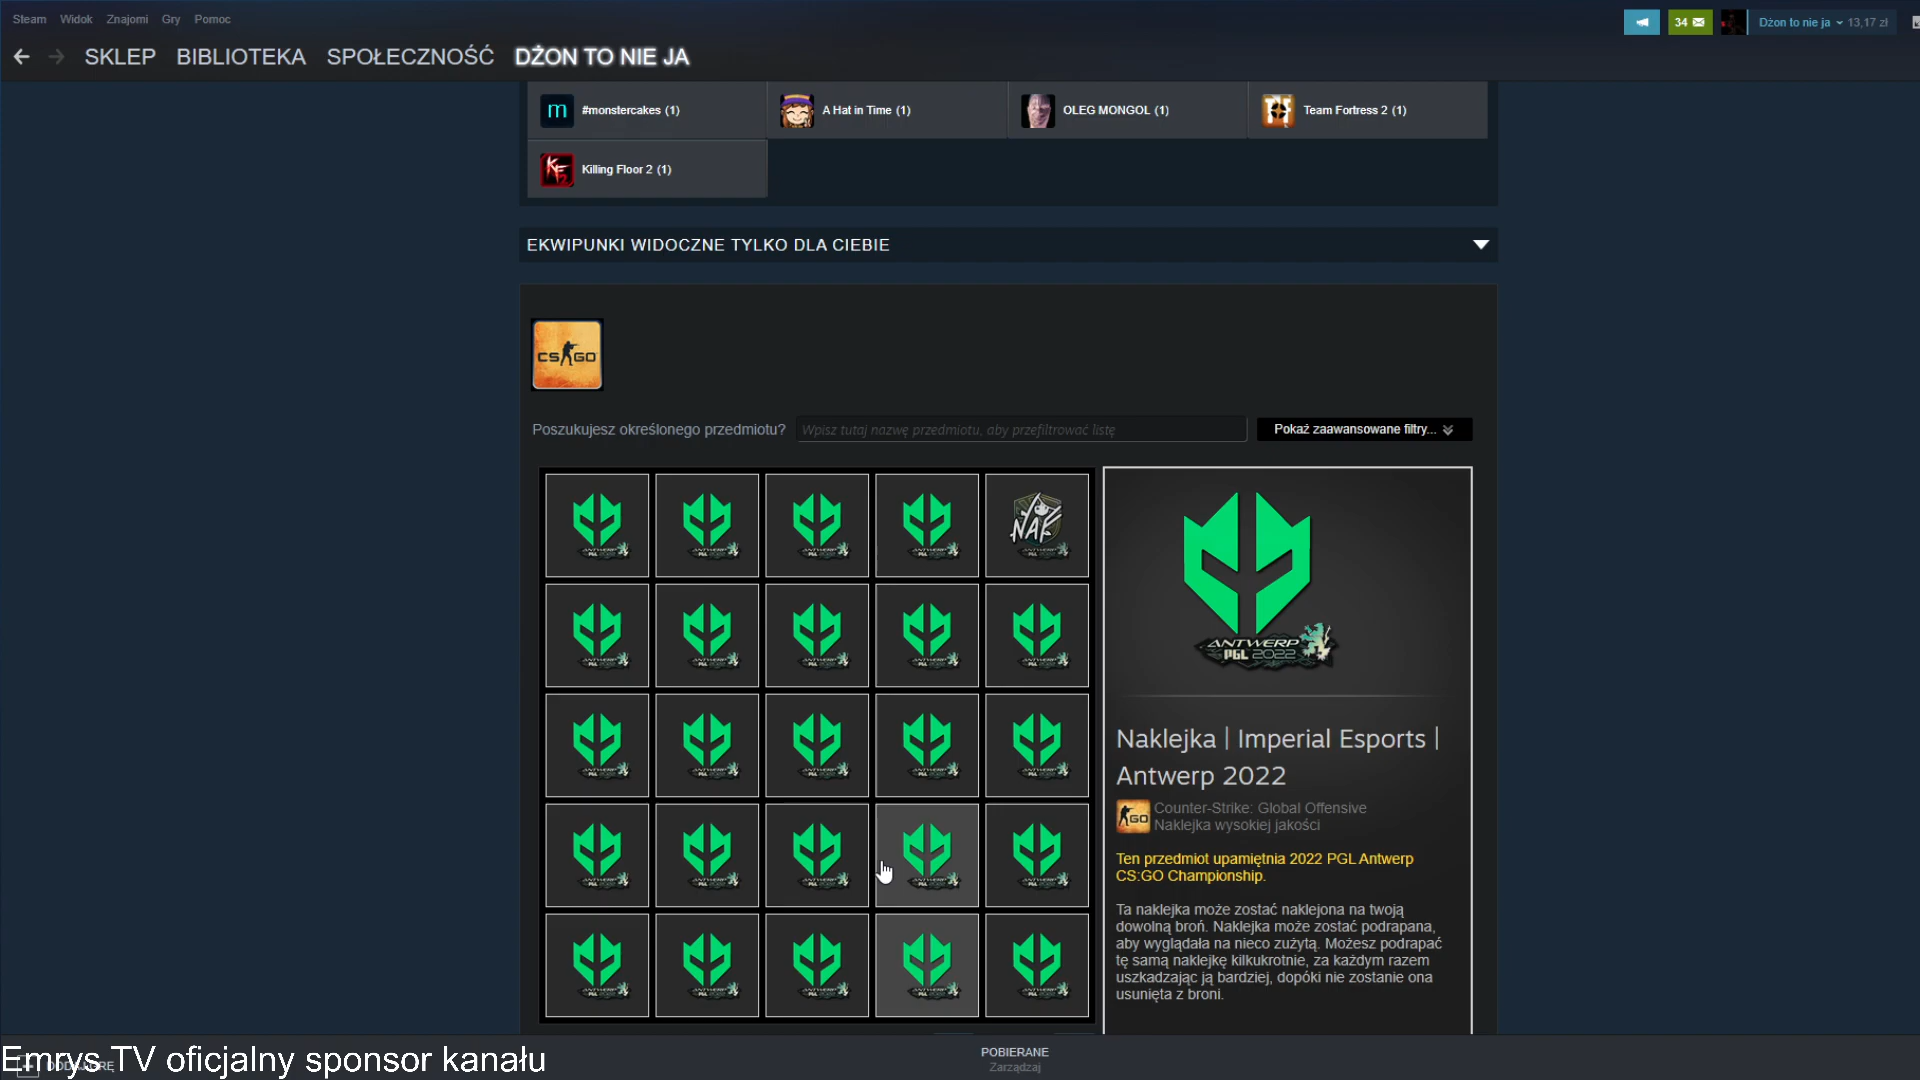 Steam Widok Znajomi Gry Pomoc
34
Dżon to nie ja 13,17 zł
SKLEP BIBLIOTEKA SPOŁECZNOŚĆ DŻON TO NIE JA
m #monstercakes (1)
A Hat in Time (1)
OLEG MONGOL (1)
Team Fortress 2 (1)
Killing Floor 2 (1)
EKWIPUNKI WIDOCZNE TYLKO DLA CIEBIE
CS GO
Poszukujesz określonego przedmiotu?
Wpisz tutaj nazwę przedmiotu, aby przefiltrować listę
Pokaż zaawansowane filtry...
NAK
ANTWERP
PGL 2022
Naklejka | Imperial Esports |
Antwerp 2022
Counter-Strike: Global Offensive
Naklejka wysokiej jakości
Ten przedmiot upamiętnia 2022 PGL Antwerp
CS:GO Championship.
Ta naklejka może zostać naklejona na twoją
dowolną broń. Naklejka może zostać podrapana,
aby wyglądała na nieco zużytą. Możesz podrapać
tę samą naklejkę kilkukrotnie, za każdym razem
uszkadzając ją bardziej, dopóki nie zostanie ona
usunięta z broni.
Emrys.TV oficjalny sponsor kanału
POBIERANE
Zarządzaj